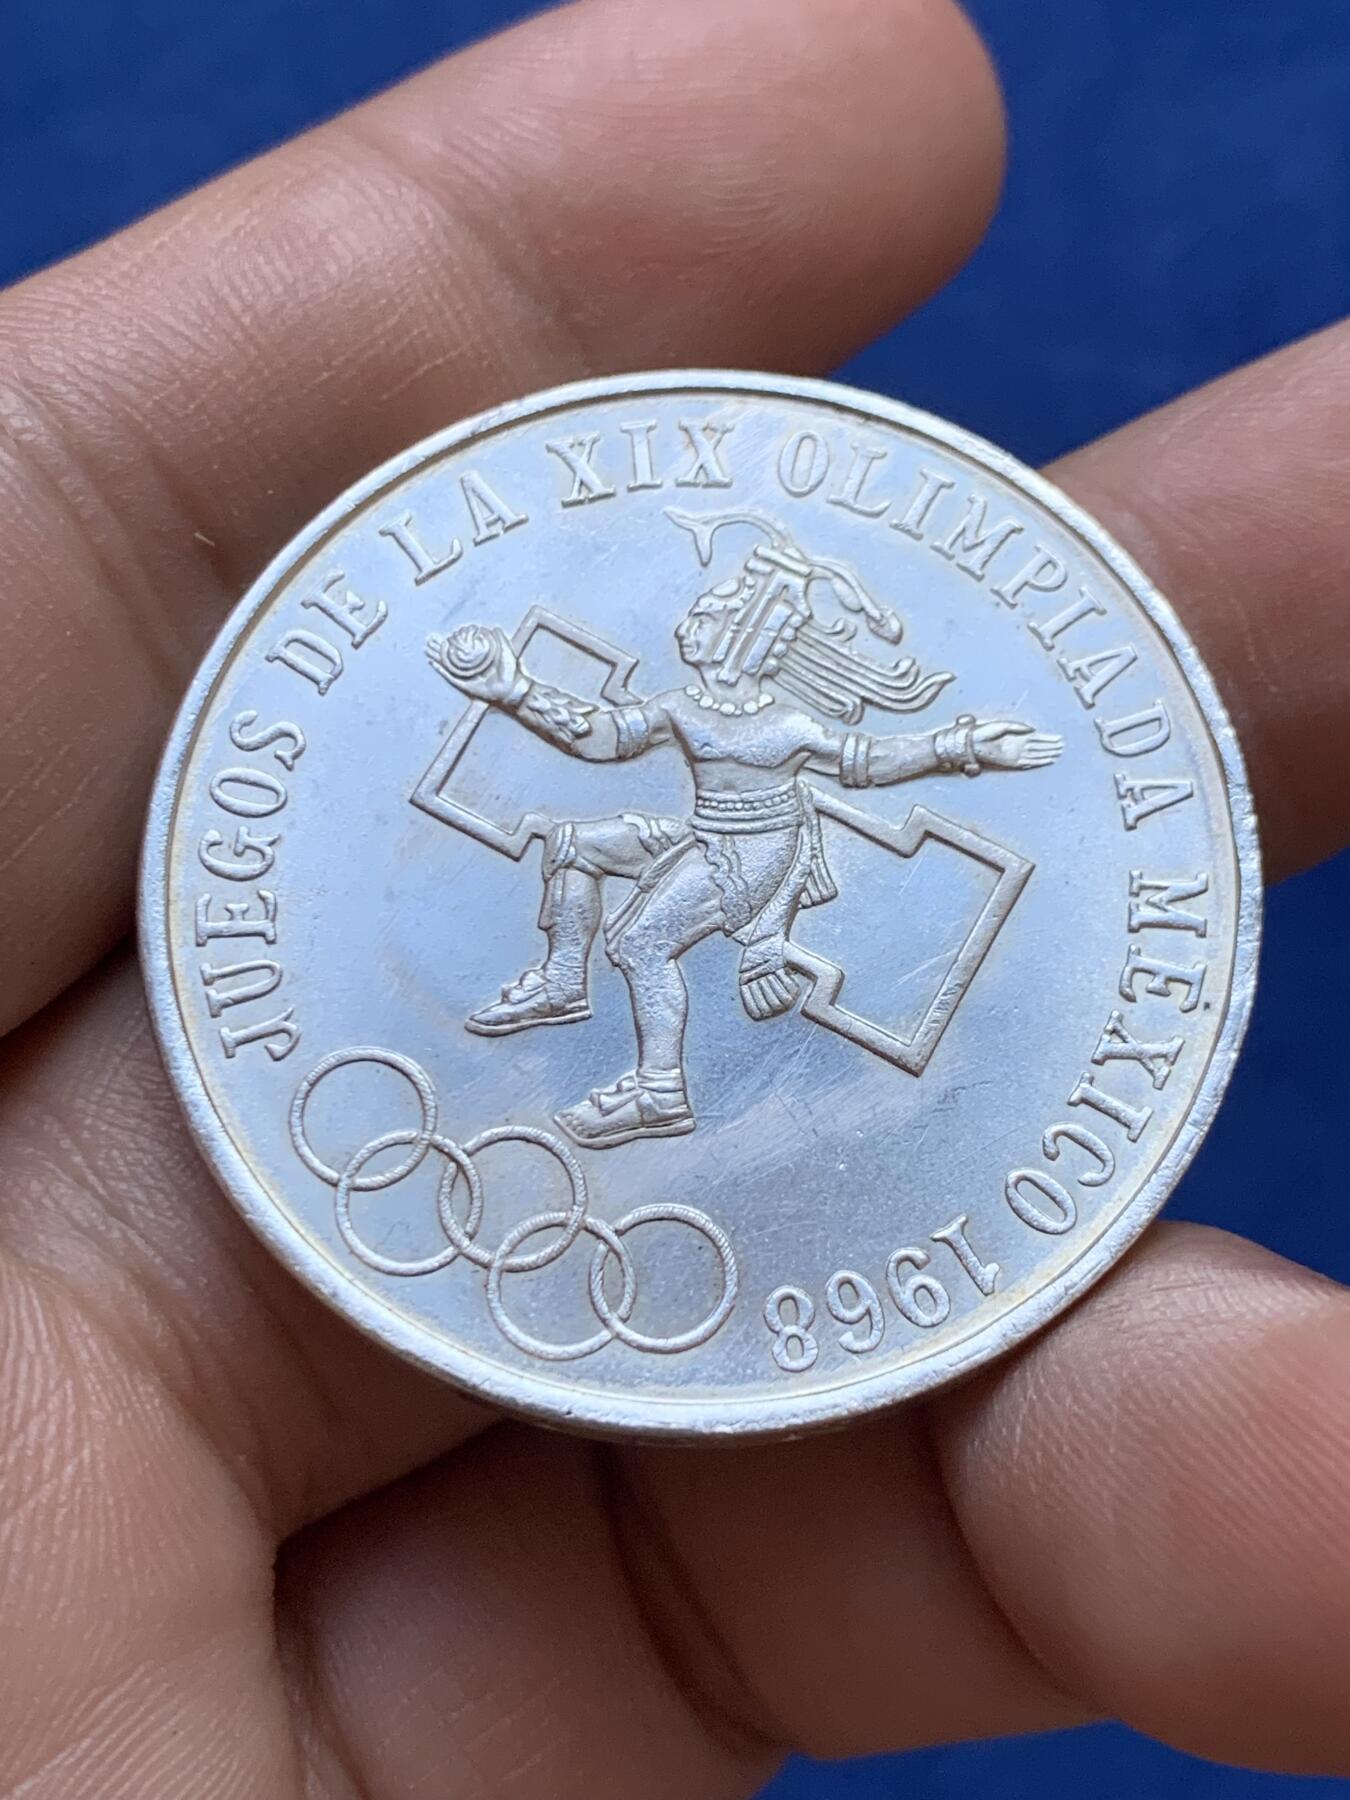 JUEGOS DE LA XIX OLIMPIADA MEXICO 1968